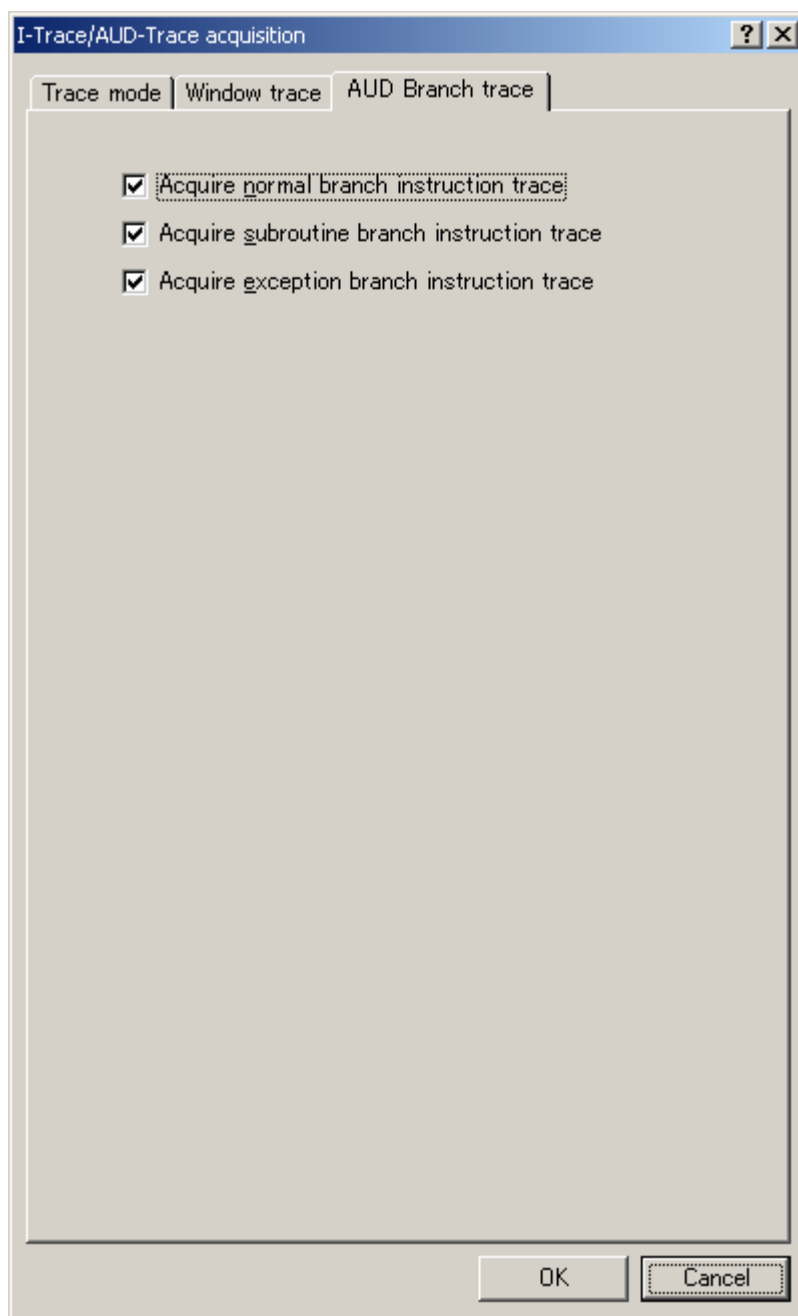 I-Trace/AUD-Trace acquisition
Trace mode Window trace AUD Branch trace
Acquire normal branch instruction trace
Acquire subroutine branch instruction trace
Acquire exception branch instruction trace
OK Cancel